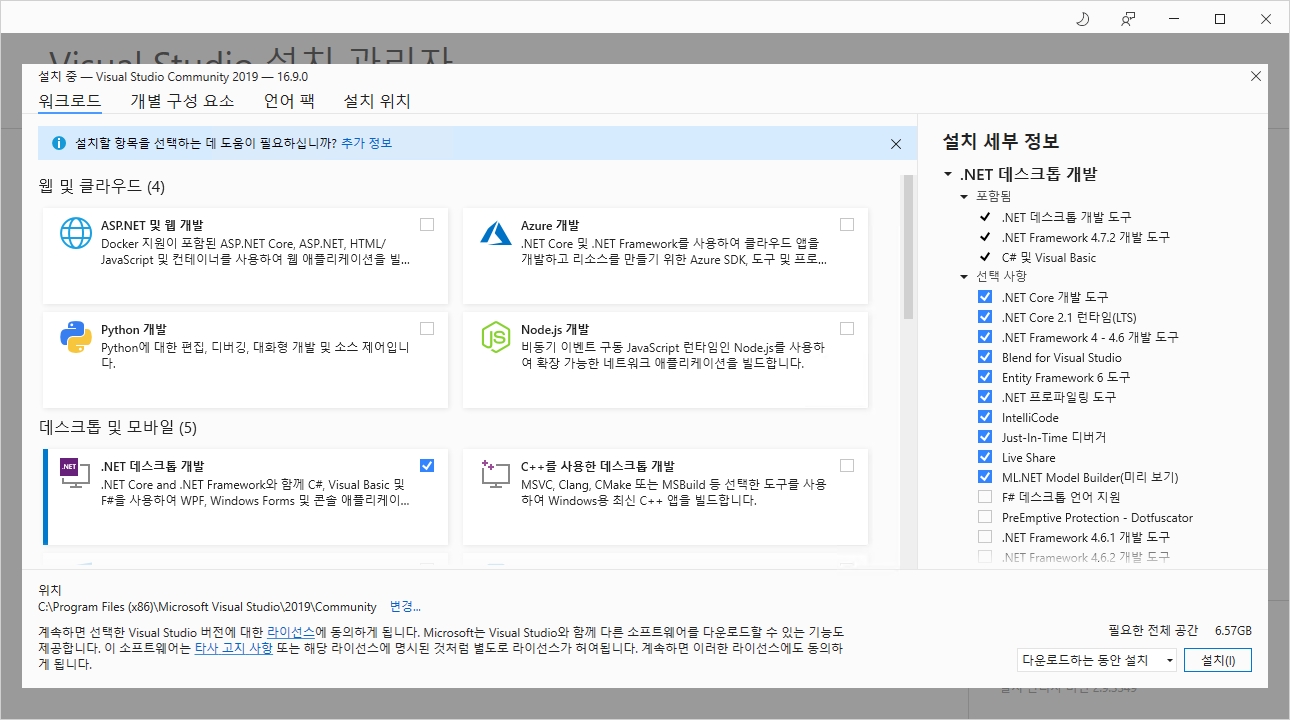 Visual Studio 설치 관리자
설치 중 — Visual Studio Community 2019 — 16.9.0
워크로드 개별 구성 요소 언어 팩 설치 위치
설치할 항목을 선택하는 데 도움이 필요하십니까? 추가 정보
웹 및 클라우드 (4)
ASP.NET 및 웹 개발
Docker 지원이 포함된 ASP.NET Core, ASP.NET, HTML/
JavaScript 및 컨테이너를 사용하여 웹 애플리케이션을 빌...
Azure 개발
.NET Core 및 .NET Framework를 사용하여 클라우드 앱을
개발하고 리소스를 만들기 위한 Azure SDK, 도구 및 프로...
Python 개발
Python에 대한 편집, 디버깅, 대화형 개발 및 소스 제어입니
다.
Node.js 개발
비동기 이벤트 구동 JavaScript 런타임인 Node.js를 사용하
여 확장 가능한 네트워크 애플리케이션을 빌드합니다.
데스크톱 및 모바일 (5)
.NET
.NET 데스크톱 개발
.NET Core and .NET Framework와 함께 C#, Visual Basic 및
F#을 사용하여 WPF, Windows Forms 및 콘솔 애플리케이...
C++를 사용한 데스크톱 개발
MSVC, Clang, CMake 또는 MSBuild 등 선택한 도구를 사용
하여 Windows용 최신 C++ 앱을 빌드합니다.
설치 세부 정보
.NET 데스크톱 개발
포함됨
.NET 데스크톱 개발 도구
.NET Framework 4.7.2 개발 도구
C# 및 Visual Basic
선택 사항
.NET Core 개발 도구
.NET Core 2.1 런타임(LTS)
.NET Framework 4 - 4.6 개발 도구
Blend for Visual Studio
Entity Framework 6 도구
.NET 프로파일링 도구
IntelliCode
Just-In-Time 디버거
Live Share
ML.NET Model Builder(미리 보기)
F# 데스크톱 언어 지원
PreEmptive Protection - Dotfuscator
.NET Framework 4.6.1 개발 도구
.NET Framework 4.6.2 개발 도구
위치
C:\Program Files (x86)\Microsoft Visual Studio\2019\Community 변경...
계속하면 선택한 Visual Studio 버전에 대한 라이선스에 동의하게 됩니다. Microsoft는 Visual Studio와 함께 다른 소프트웨어를 다운로드할 수 있는 기능도
제공합니다. 이 소프트웨어는 타사 고지 사항 또는 해당 라이선스에 명시된 것처럼 별도로 라이선스가 허여됩니다. 계속하면 이러한 라이선스에도 동의하
게 됩니다.
필요한 전체 공간 6.57GB
다운로드하는 동안 설치 설치(I)